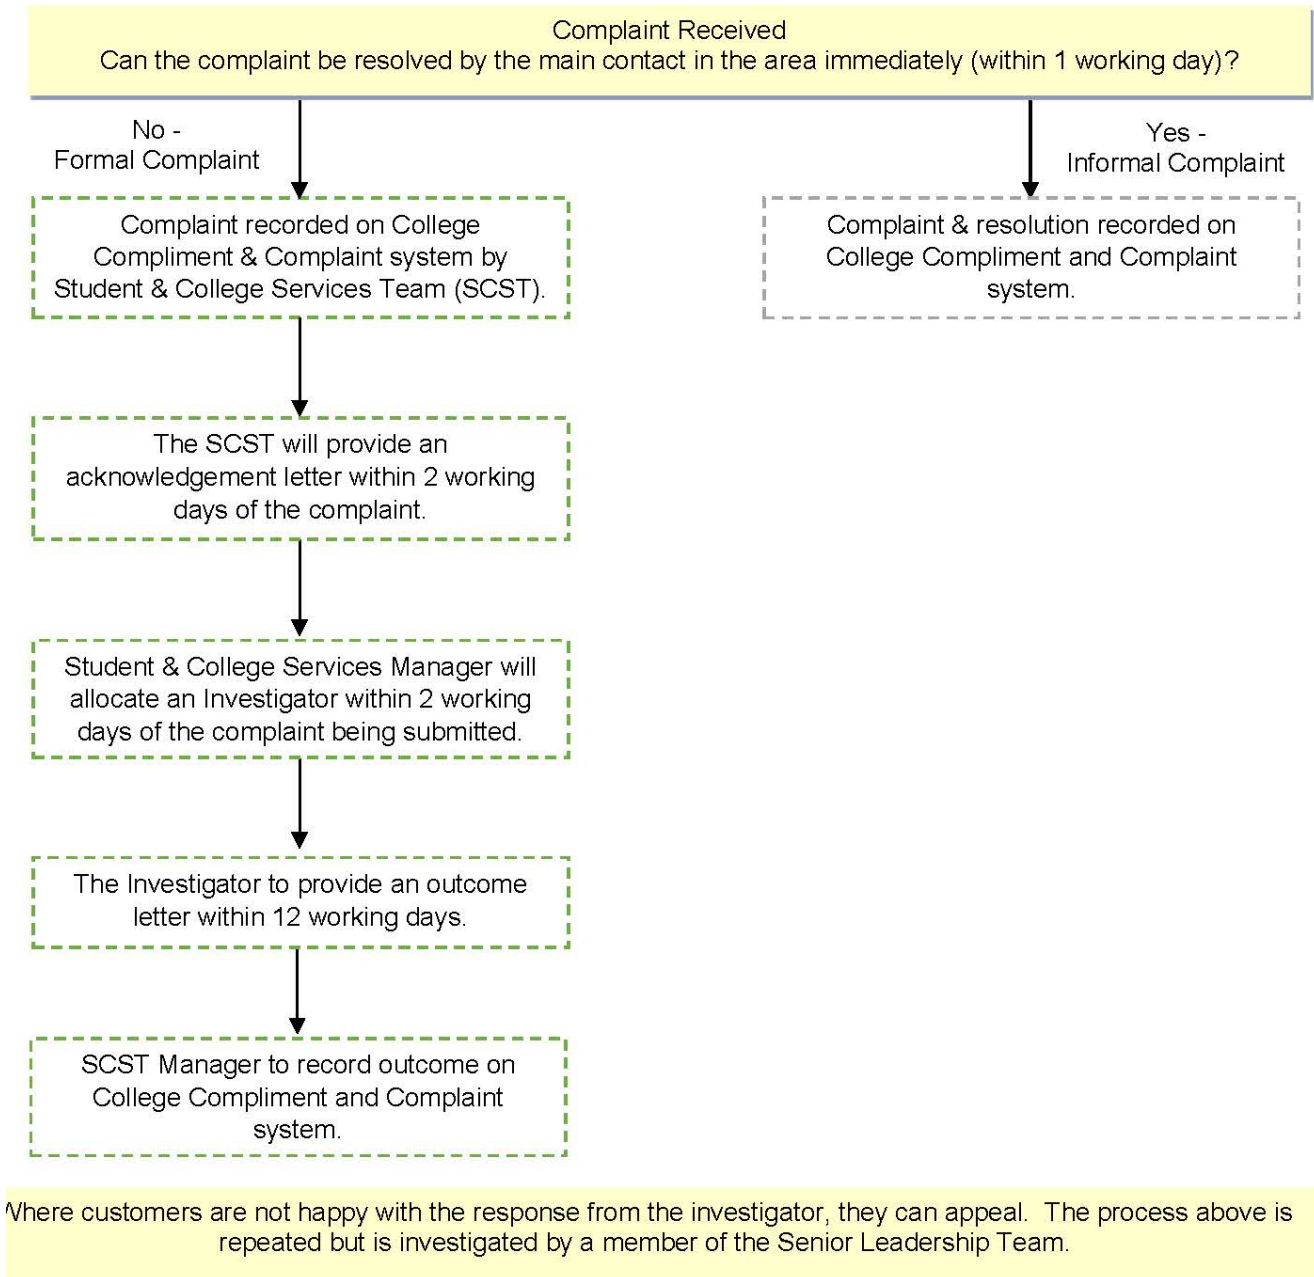 Complaint Received
Can the complaint be resolved by the main contact in the area immediately (within 1 working day)?
No -
Formal Complaint
Yes -
Informal Complaint
Complaint recorded on College
Compliment & Complaint system by
Student & College Services Team (SCST).
Complaint & resolution recorded on
College Compliment and Complaint
system.
The SCST will provide an
acknowledgement letter within 2 working
days of the complaint.
Student & College Services Manager will
allocate an Investigator within 2 working
days of the complaint being submitted.
The Investigator to provide an outcome
letter within 12 working days.
SCST Manager to record outcome on
College Compliment and Complaint
system.
Where customers are not happy with the response from the investigator, they can appeal.  The process above is
repeated but is investigated by a member of the Senior Leadership Team.